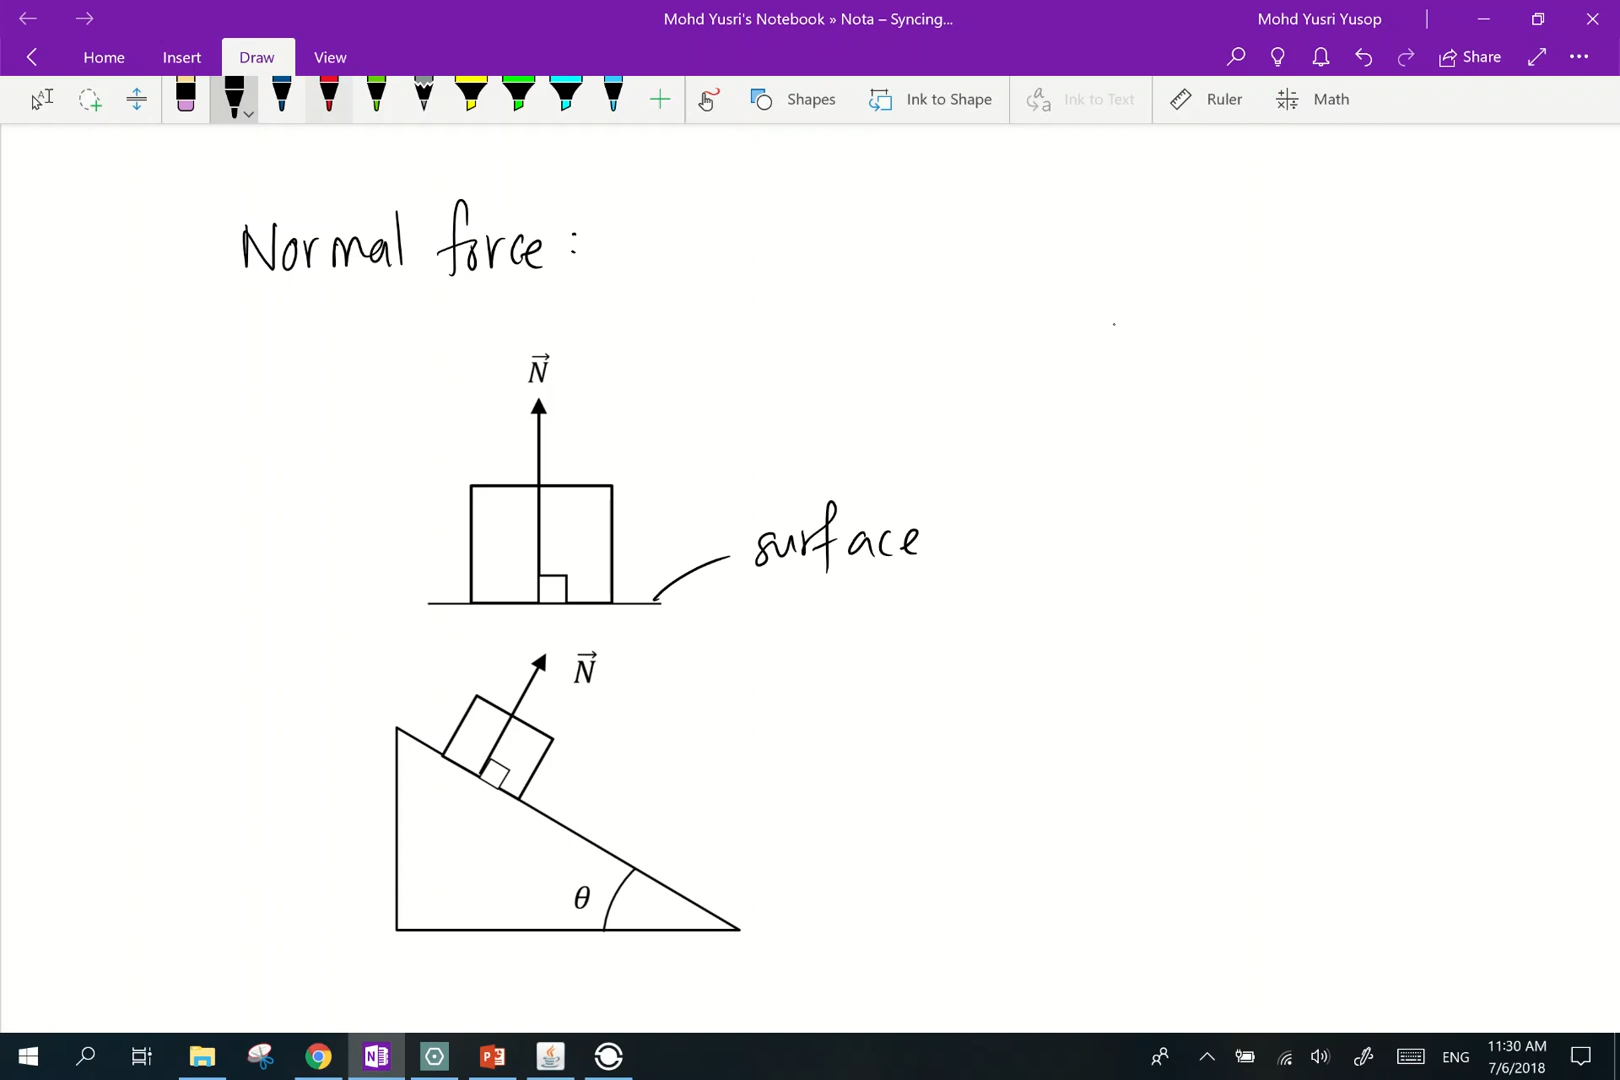 Mohd Yusri's Notebook » Nota – Syncing...
Mohd Yusri Yusop
Home Insert Draw View
Share
Shapes Ink to Shape Ink to Text Ruler Math
Normal force :
N⃗
surface
N⃗
θ
ENG
11:30 AM
7/6/2018